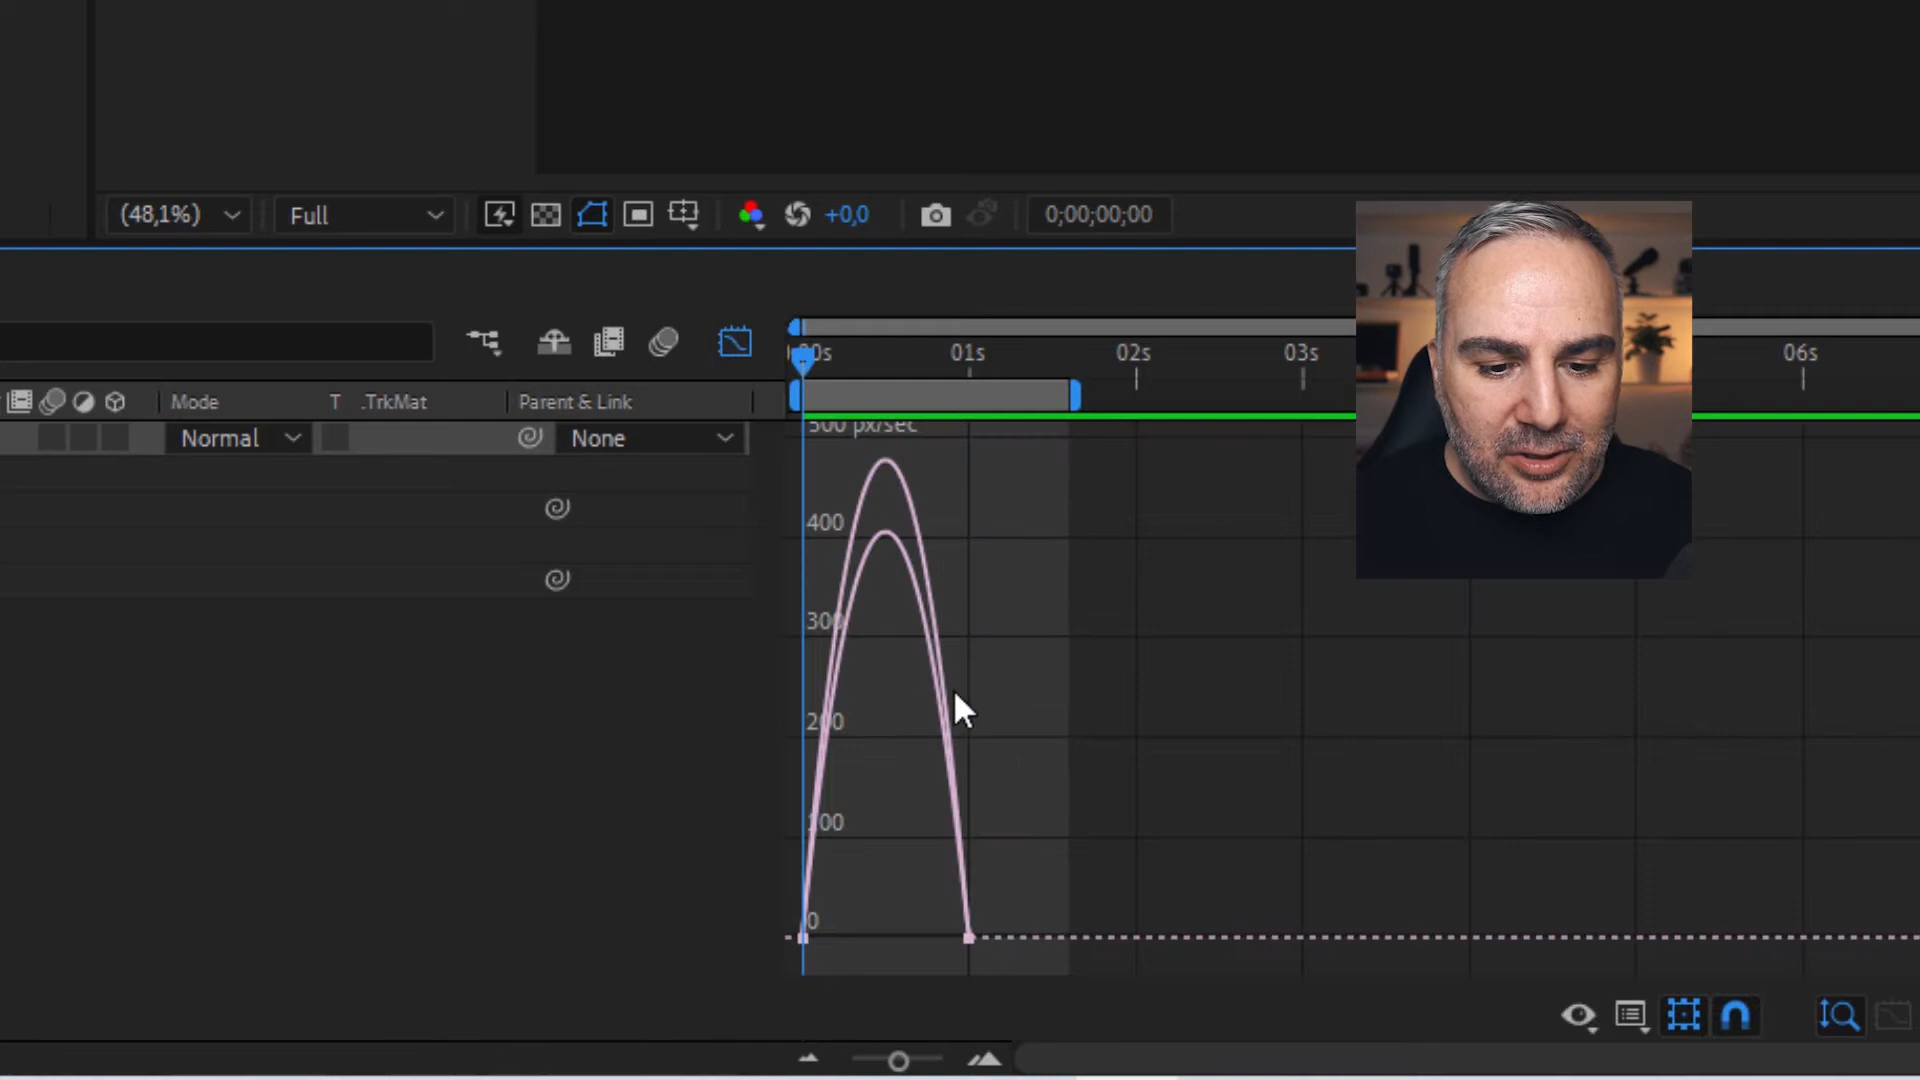 (48,1%)
Full
+0,0
0;00;00;00
01s
02s
03s
06s
Mode
T
.TrkMat
Parent & Link
Normal
None
500 px/sec
400
300
200
100
0